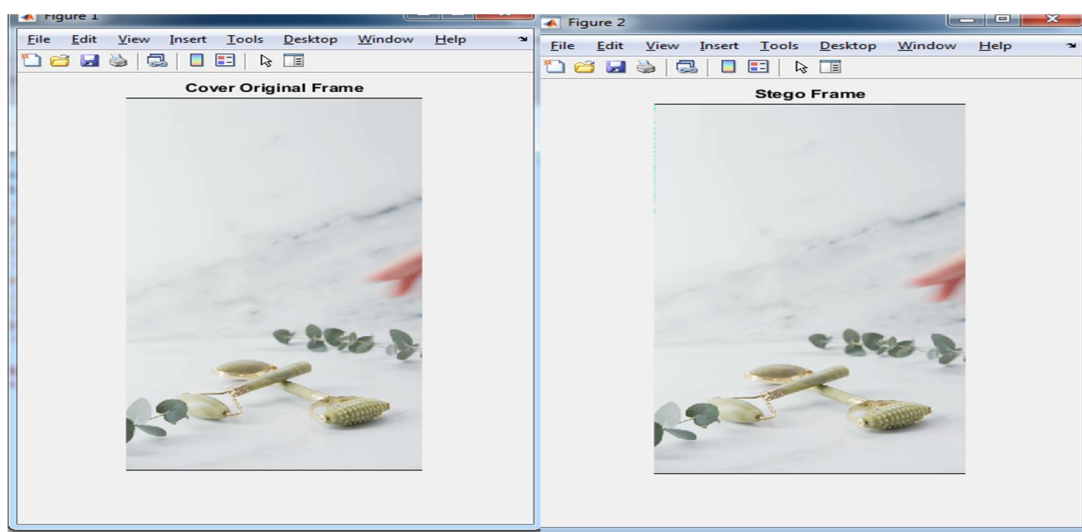 Figure 1
File Edit View Insert Tools Desktop Window Help
Cover Original Frame
Figure 2
File Edit View Insert Tools Desktop Window Help
Stego Frame